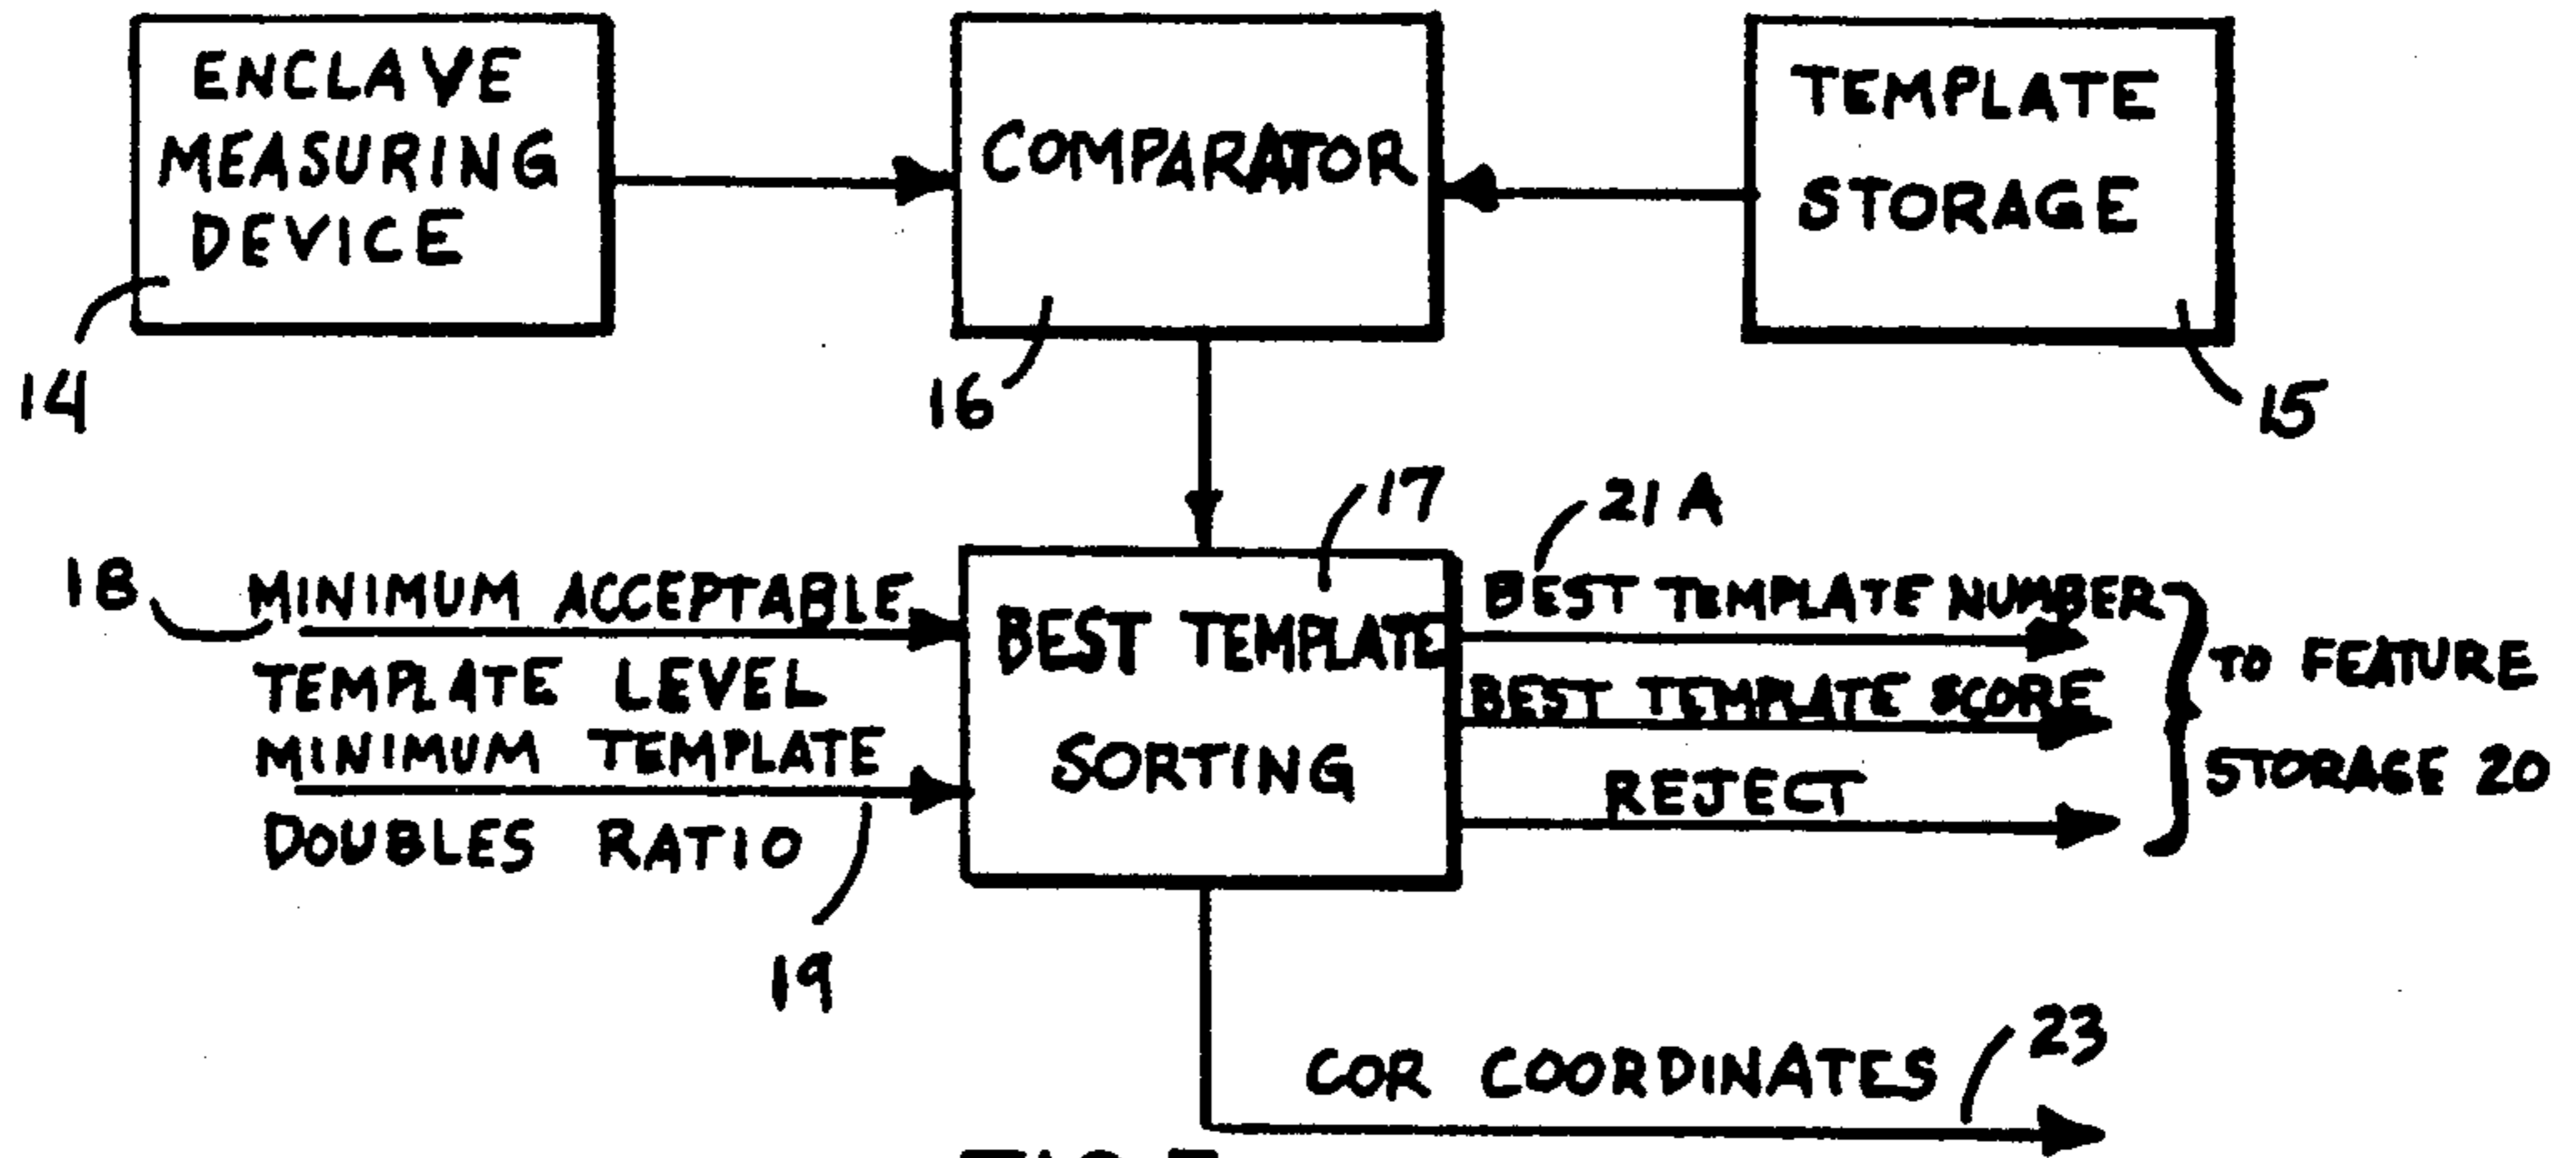 ENCLAVE
MEASURING
DEVICE
14
COMPARATOR
16
TEMPLATE
STORAGE
15
17
21A
18
MINIMUM ACCEPTABLE
TEMPLATE LEVEL
MINIMUM TEMPLATE
DOUBLES RATIO
19
BEST TEMPLATE
SORTING
BEST TEMPLATE NUMBER
BEST TEMPLATE SCORE
REJECT
TO FEATURE
STORAGE 20
COR COORDINATES
23